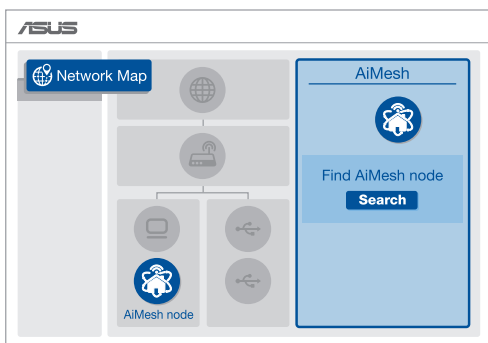 ASUS
Network Map
AiMesh
Find AiMesh node
Search
AiMesh node